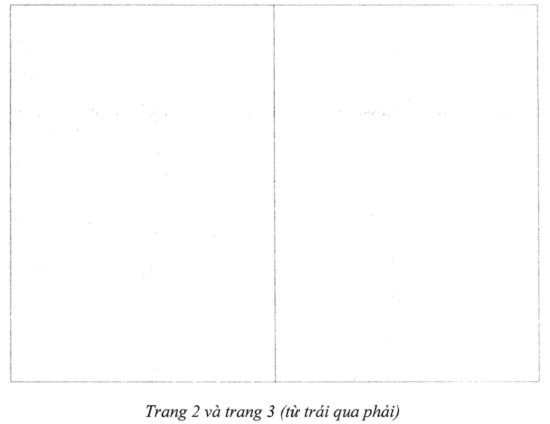 Trang 2 và trang 3 (từ trái qua phải)